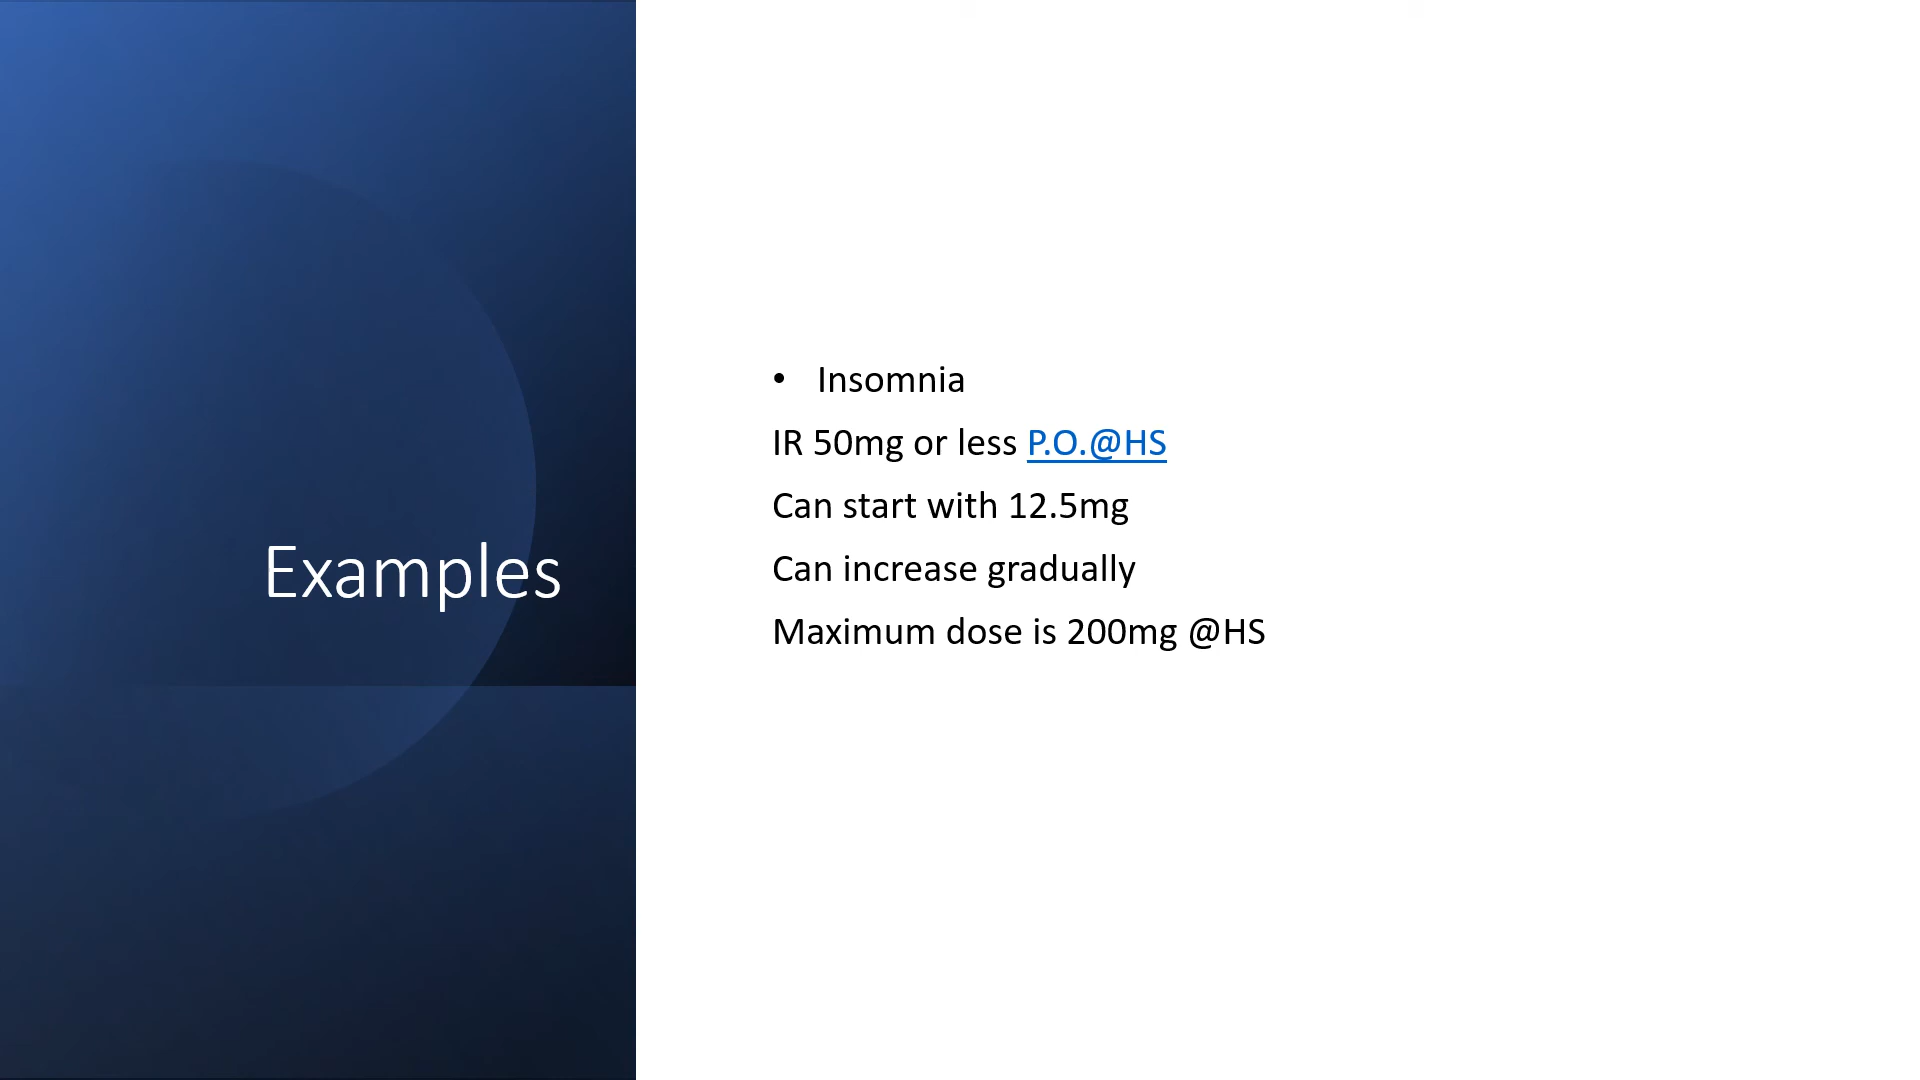 Examples
• Insomnia
IR 50mg or less P.O.@HS
Can start with 12.5mg
Can increase gradually
Maximum dose is 200mg @HS